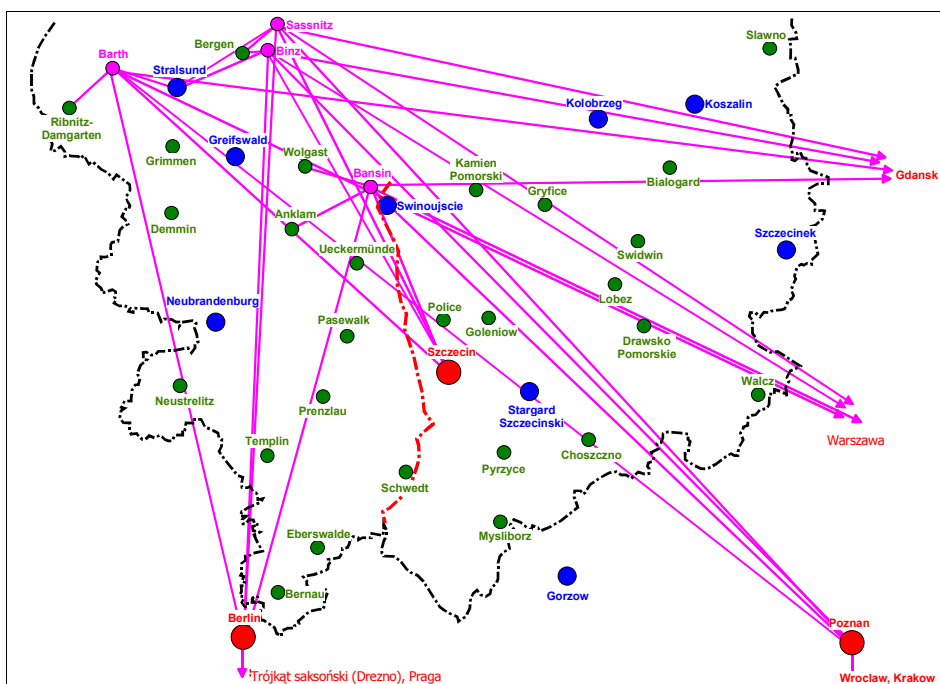 Sassnitz
Slawno
Bergen
Binz
Barth
Stralsund
Kolobrzeg
Koszalin
Ribnitz-
Damgarten
Greifswald
Grimmen
Wolgast
Kamien
Pomorski
Bansin
Gryfice
Bialogard
Gdansk
Swinoujscie
Anklam
Demmin
Szczecinek
Ueckermünde
Swidwin
Lobez
Neubrandenburg
Police
Pasewalk
Goleniow
Drawsko
Pomorskie
Szczecin
Walcz
Neustrelitz
Prenzlau
Stargard
Szczecinski
Warszawa
Templin
Choszczno
Pyrzyce
Schwedt
Eberswalde
Mysliborz
Bernau
Gorzow
Berlin
Poznan
Trójkąt saksoński (Drezno), Praga
Wroclaw, Krakow